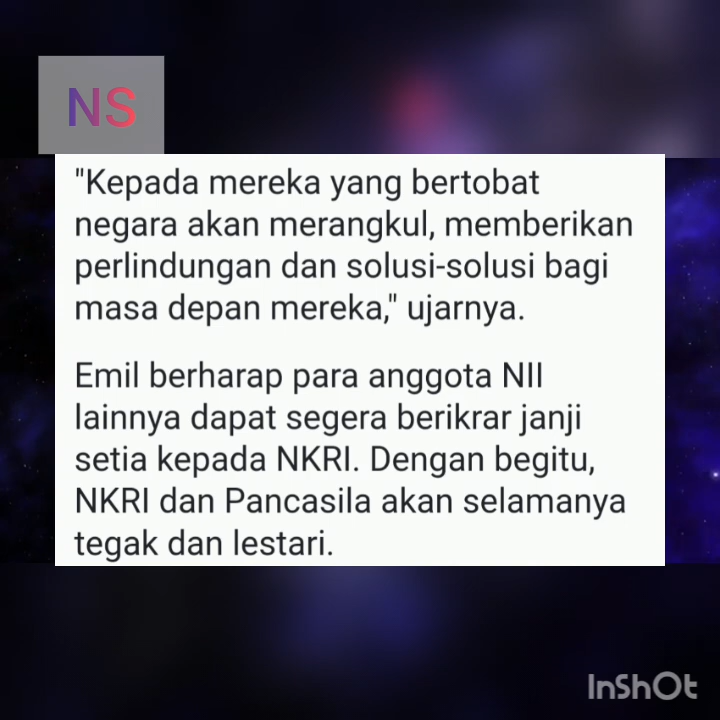 NS
"Kepada mereka yang bertobat
negara akan merangkul, memberikan
perlindungan dan solusi-solusi bagi
masa depan mereka," ujarnya.
Emil berharap para anggota NII
lainnya dapat segera berikrar janji
setia kepada NKRI. Dengan begitu,
NKRI dan Pancasila akan selamanya
tegak dan lestari.
InShOt